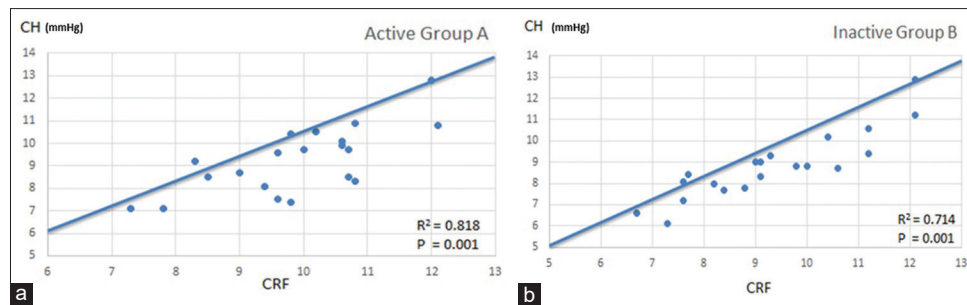 CH (mmHg)
Active Group A
14
13
12
11
10
9
8
7
6
5
R² = 0.818
P = 0.001
6 7 8 9 10 11 12 13
CRF
a
CH (mmHg)
Inactive Group B
14
13
12
11
10
9
8
7
6
5
R² = 0.714
P = 0.001
5 6 7 8 9 10 11 12 13
CRF
b